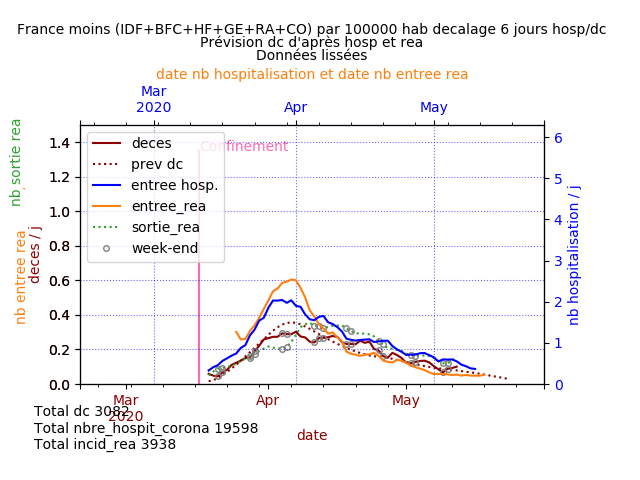 France moins (IDF+BFC+HF+GE+RA+CO) par 100000 hab decalage 6 jours hosp/dc
Prévision dc d'après hosp et rea
Données lissées
date nb hospitalisation et date nb entree rea
Mar
2020
Apr
May
Confinement
deces
prev dc
entree hosp.
entree_rea
sortie_rea
week-end
nb sortie rea
nb entree rea
deces / j
1.4
1.2
1.0
0.8
0.6
0.4
0.2
0.0
6
5
4
3
2
1
0
nb hospitalisation / j
Mar
2020
Apr
May
date
Total dc 3082
Total nbre_hospit_corona 19598
Total incid_rea 3938